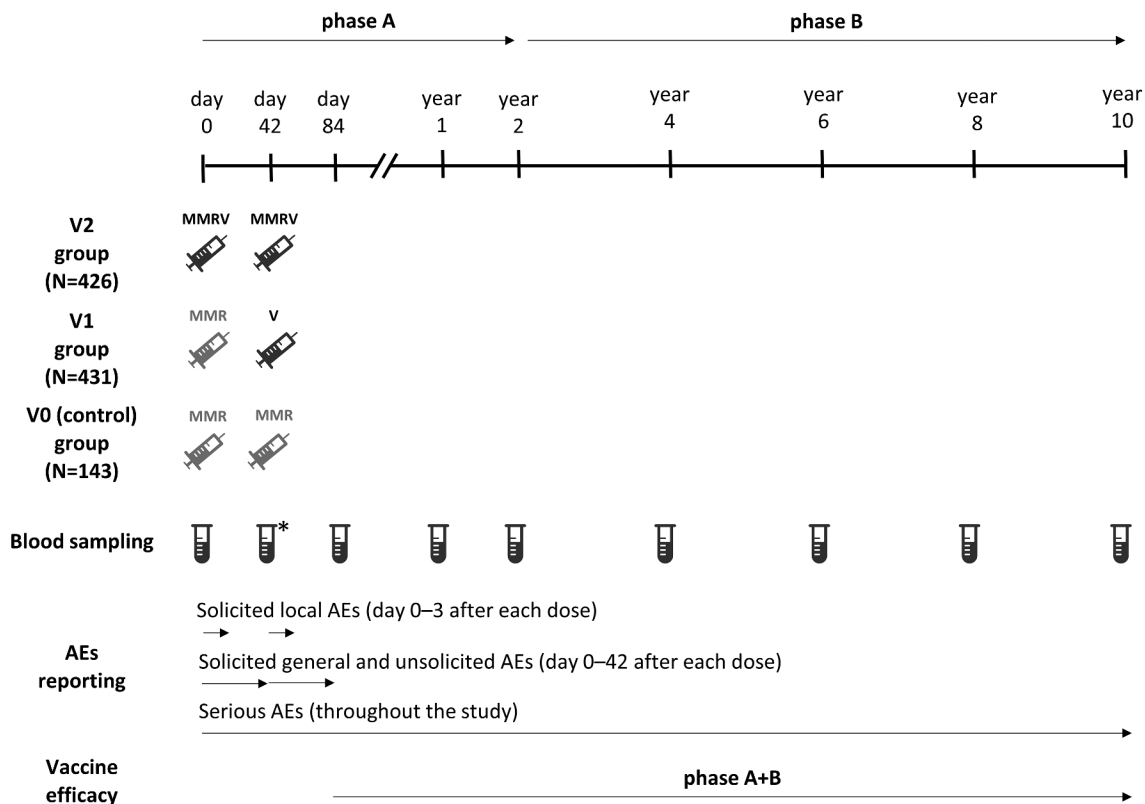 phase A phase B
day day day year year year year year year
0 42 84 1 2 4 6 8 10
MMRV MMRV
V2
group
(N=426)
MMR V
V1
group
(N=431)
MMR MMR
V0 (control)
group
(N=143)
Blood sampling *
Solicited local AEs (day 0–3 after each dose)
AEs
reporting
Solicited general and unsolicited AEs (day 0–42 after each dose)
Serious AEs (throughout the study)
Vaccine
efficacy
phase A+B